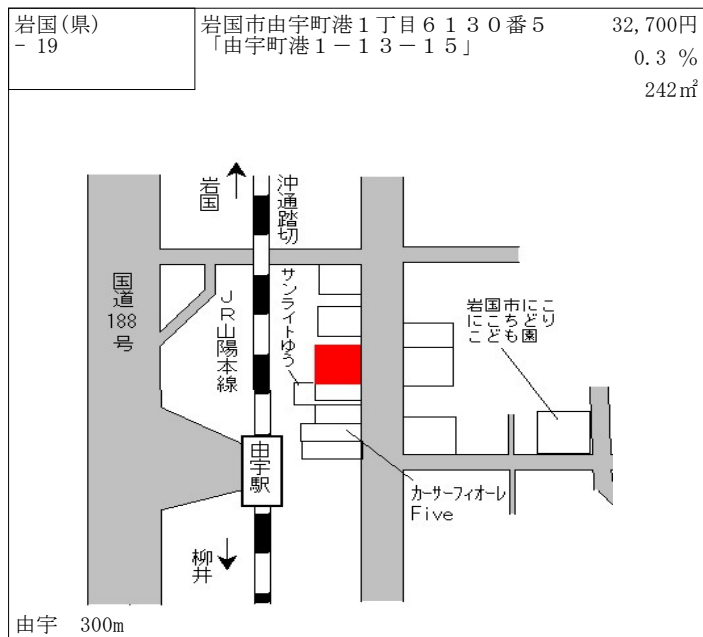 岩国(県)
- 19
岩国市由宇町港１丁目６１３０番５
「由宇町港１－１３－１５」
32,700円
0.3 %
242㎡
岩国
沖通踏切
国道188号
JR山陽本線
サンライトゆう
岩国市
にこにこ
こどもちどり園
由宇駅
カーサーフィオーレ
Five
柳井
由宇　300m